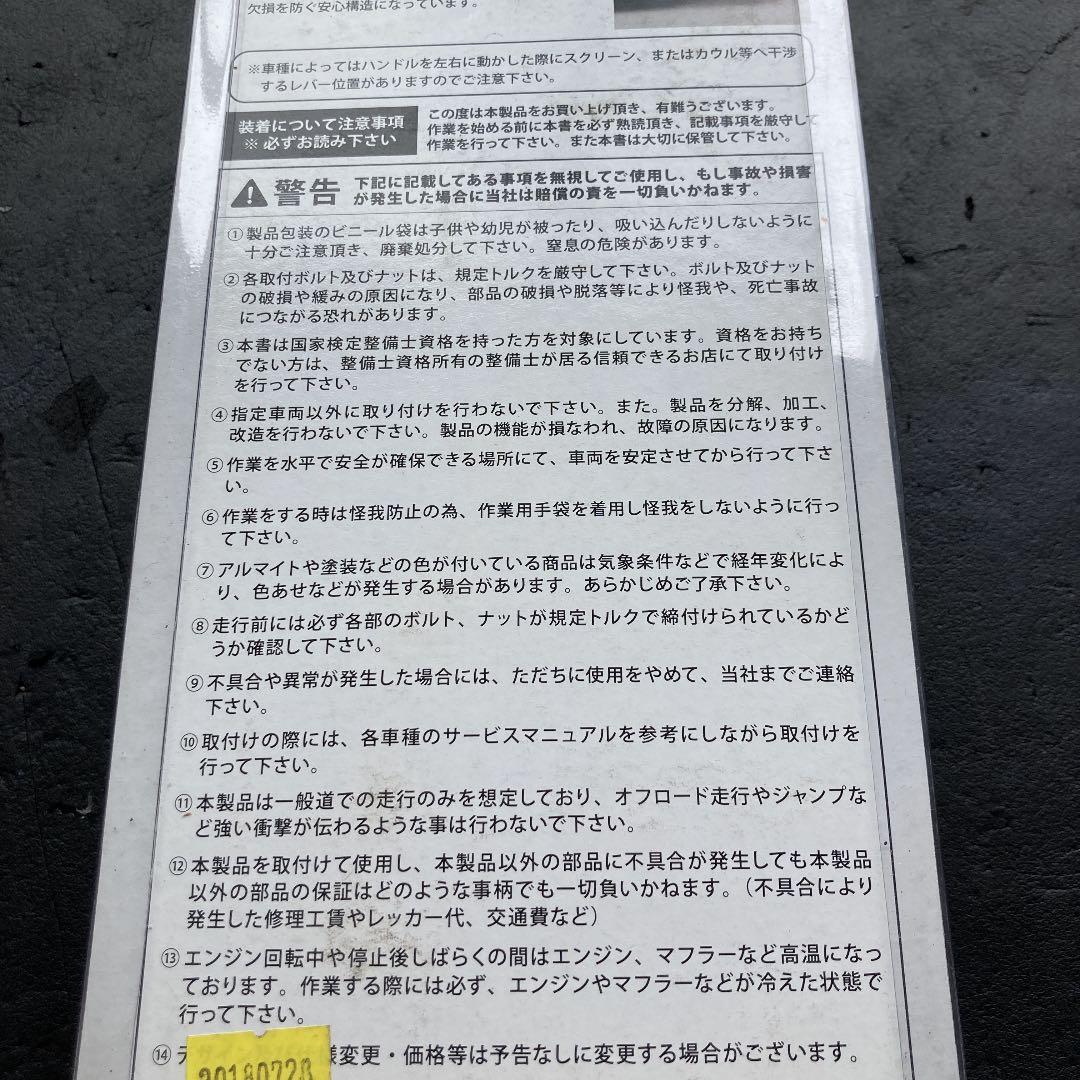 欠損を防ぐ安心構造になっています。
※車種によってはハンドルを左右に動かした際にスクリーン、またはカウル等へ干渉
するレバー位置がありますのでご注意下さい。
装着について注意事項
※ 必ずお読み下さい
この度は本製品をお買い上げ頂き、有難うございます。
作業を始める前に本書を必ず熟読頂き、記載事項を厳守して
作業を行って下さい。また本書は大切に保管して下さい。
警告
下記に記載してある事項を無視してご使用し、もし事故や損害
が発生した場合に当社は賠償の責を一切負いかねます。
①製品包装のビニール袋は子供や幼児が被ったり、吸い込んだりしないように
十分ご注意頂き、廃棄処分して下さい。窒息の危険があります。
②各取付ボルト及びナットは、規定トルクを厳守して下さい。ボルト及びナット
の破損や緩みの原因になり、部品の破損や脱落等により怪我や、死亡事故
につながる恐れがあります。
③本書は国家検定整備士資格を持った方を対象にしています。資格をお持ち
でない方は、整備士資格所有の整備士が居る信頼できるお店にて取り付け
を行って下さい。
④指定車両以外に取り付けを行わないで下さい。また。製品を分解、加工、
改造を行わないで下さい。製品の機能が損なわれ、故障の原因になります。
⑤作業を水平で安全が確保できる場所にて、車両を安定させてから行って下さ
い。
⑥作業をする時は怪我防止の為、作業用手袋を着用し怪我をしないように行っ
て下さい。
⑦アルマイトや塗装などの色が付いている商品は気象条件などで経年変化によ
り、色あせなどが発生する場合があります。あらかじめご了承下さい。
⑧走行前には必ず各部のボルト、ナットが規定トルクで締付けられているかど
うか確認して下さい。
⑨不具合や異常が発生した場合には、ただちに使用をやめて、当社までご連絡
下さい。
⑩取付けの際には、各車種のサービスマニュアルを参考にしながら取付けを
行って下さい。
⑪本製品は一般道での走行のみを想定しており、オフロード走行やジャンプな
ど強い衝撃が伝わるような事は行わないで下さい。
⑫本製品を取付けて使用し、本製品以外の部品に不具合が発生しても本製品
以外の部品の保証はどのような事柄でも一切負いかねます。（不具合により
発生した修理工賃やレッカー代、交通費など）
⑬エンジン回転中や停止後しばらくの間はエンジン、マフラーなど高温になっ
ております。作業する際には必ず、エンジンやマフラーなどが冷えた状態で
行って下さい。
⑭デ 様変更・価格等は予告なしに変更する場合がございます。
20180728